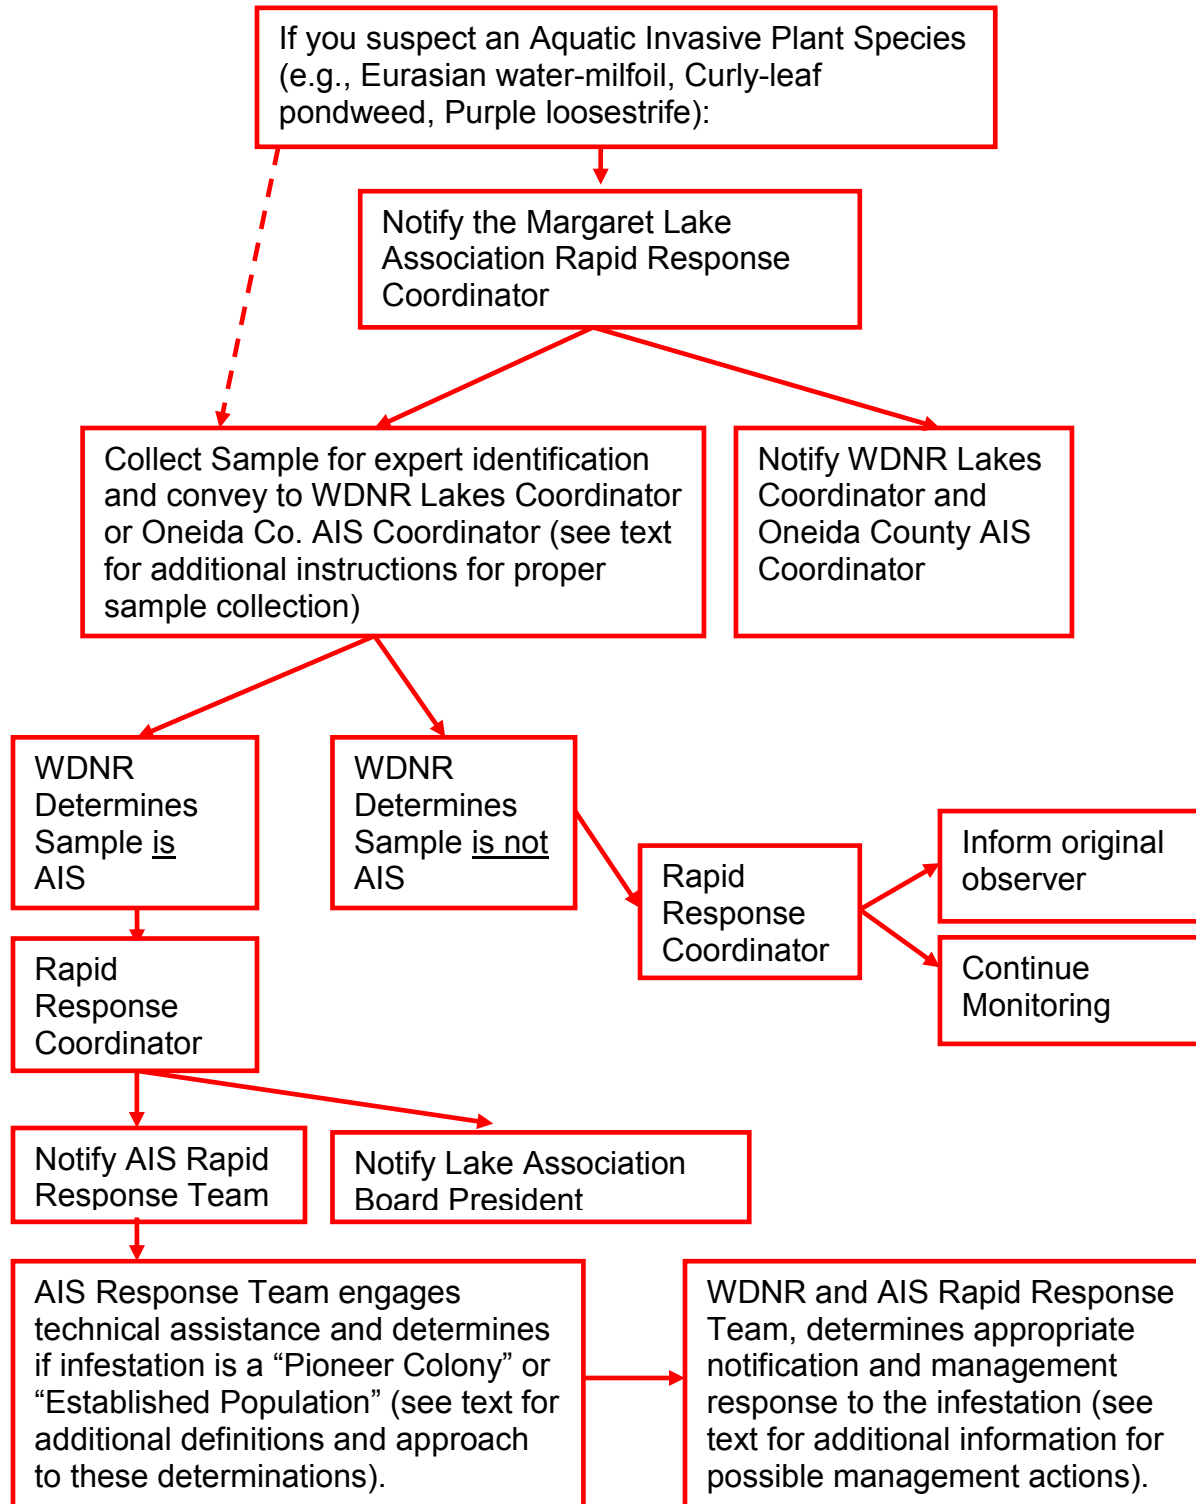 If you suspect an Aquatic Invasive Plant Species
(e.g., Eurasian water-milfoil, Curly-leaf
pondweed, Purple loosestrife):
Notify the Margaret Lake
Association Rapid Response
Coordinator
Collect Sample for expert identification
and convey to WDNR Lakes Coordinator
or Oneida Co. AIS Coordinator (see text
for additional instructions for proper
sample collection)
Notify WDNR Lakes
Coordinator and
Oneida County AIS
Coordinator
WDNR
Determines
Sample is
AIS
WDNR
Determines
Sample is not
AIS
Rapid
Response
Coordinator
Inform original
observer
Continue
Monitoring
Rapid
Response
Coordinator
Notify AIS Rapid
Response Team
Notify Lake Association
Board President
AIS Response Team engages
technical assistance and determines
if infestation is a “Pioneer Colony” or
“Established Population” (see text for
additional definitions and approach
to these determinations).
WDNR and AIS Rapid Response
Team, determines appropriate
notification and management
response to the infestation (see
text for additional information for
possible management actions).